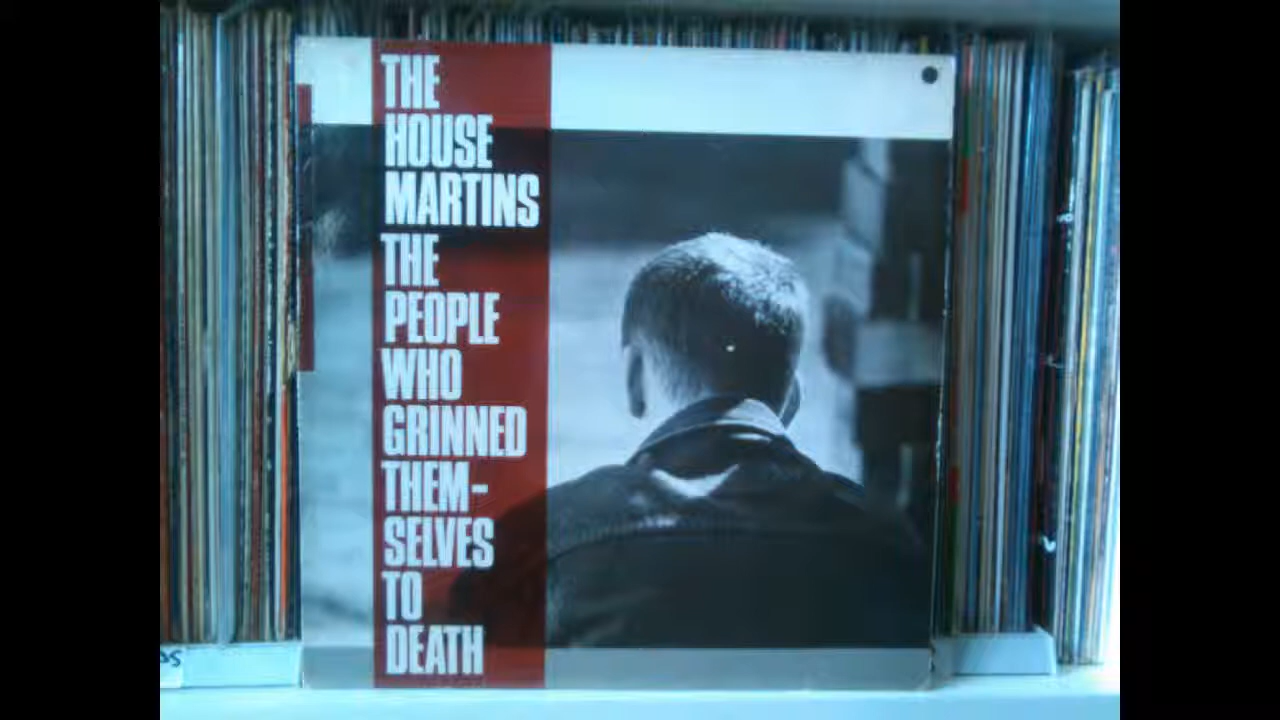 THE
HOUSE
MARTINS
THE
PEOPLE
WHO
GRINNED
THEM-
SELVES
TO
DEATH